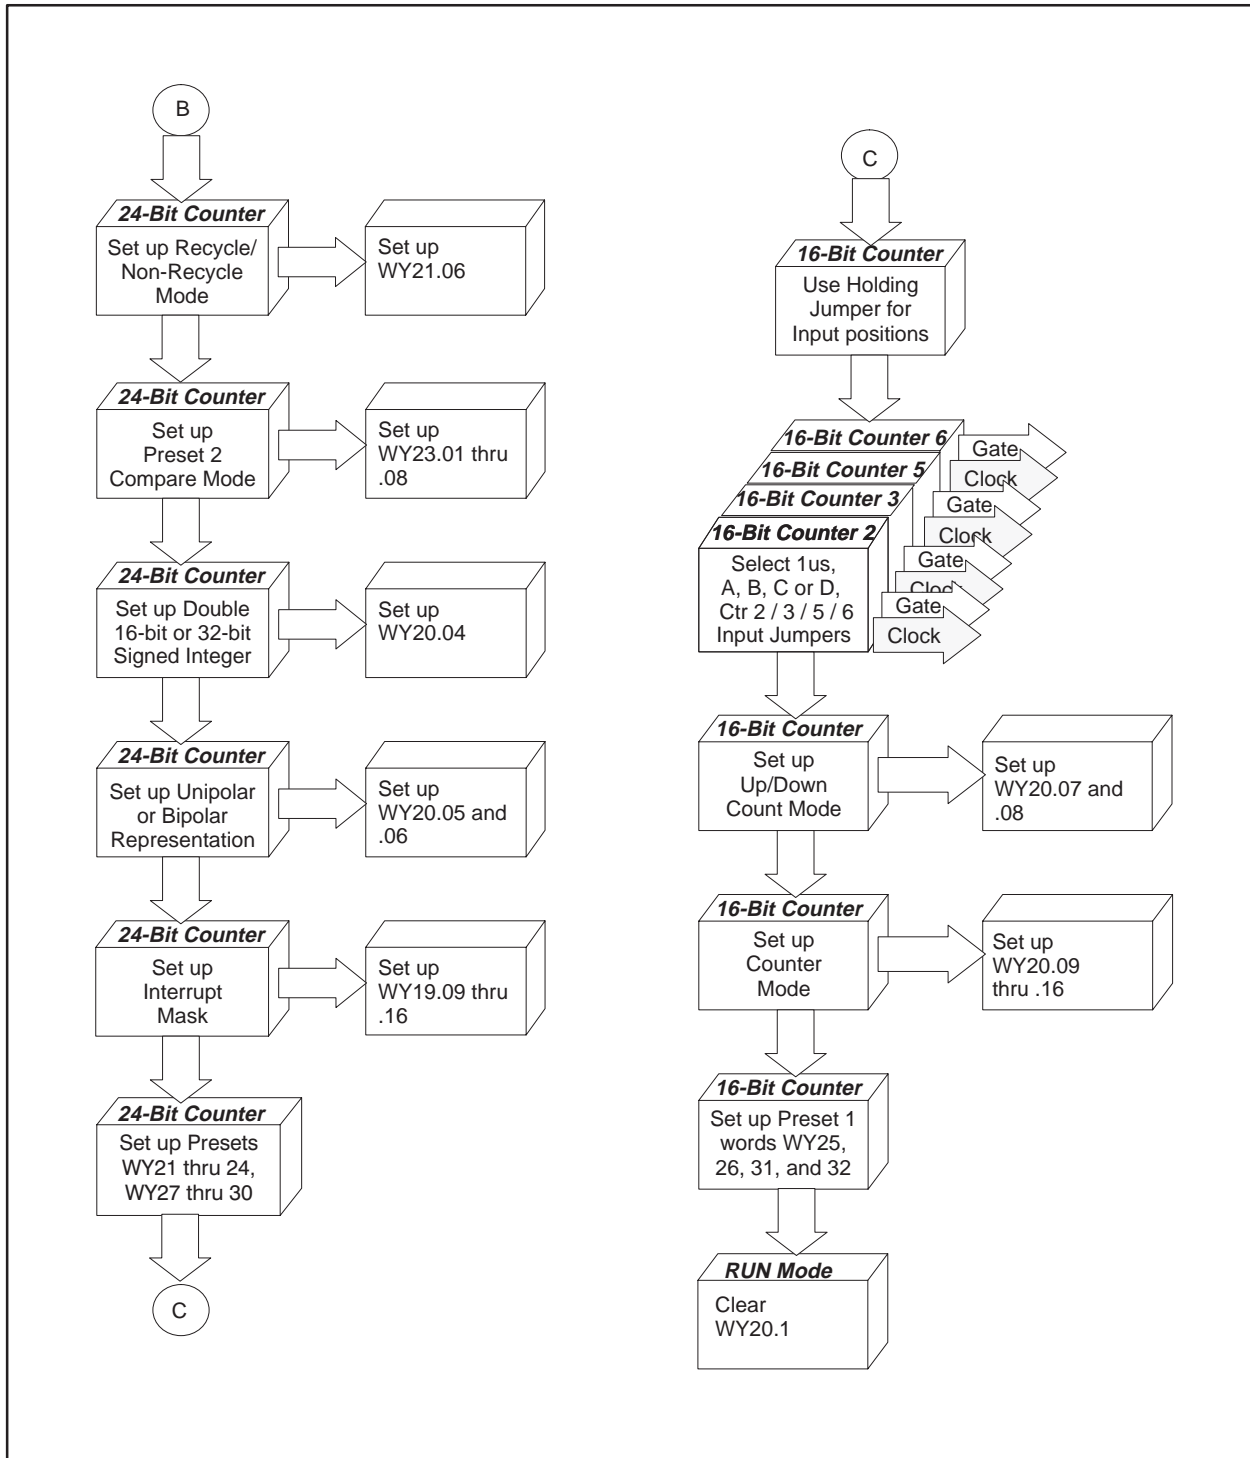 B
24-Bit Counter
Set up Recycle/
Non-Recycle
Mode
Set up
WY21.06
24-Bit Counter
Set up
Preset 2
Compare Mode
Set up
WY23.01 thru
.08
24-Bit Counter
Set up Double
16-bit or 32-bit
Signed Integer
Set up
WY20.04
24-Bit Counter
Set up Unipolar
or Bipolar
Representation
Set up
WY20.05 and
.06
24-Bit Counter
Set up
Interrupt
Mask
Set up
WY19.09 thru
.16
24-Bit Counter
Set up Presets
WY21 thru 24,
WY27 thru 30
C
C
16-Bit Counter
Use Holding
Jumper for
Input positions
16-Bit Counter 6
Gate
Clock
16-Bit Counter 5
Gate
Clock
16-Bit Counter 3
Gate
Clock
16-Bit Counter 2
Select 1us,
A, B, C or D,
Ctr 2 / 3 / 5 / 6
Input Jumpers
Gate
Clock
16-Bit Counter
Set up
Up/Down
Count Mode
Set up
WY20.07 and
.08
16-Bit Counter
Set up
Counter
Mode
Set up
WY20.09
thru .16
16-Bit Counter
Set up Preset 1
words WY25,
26, 31, and 32
RUN Mode
Clear
WY20.1